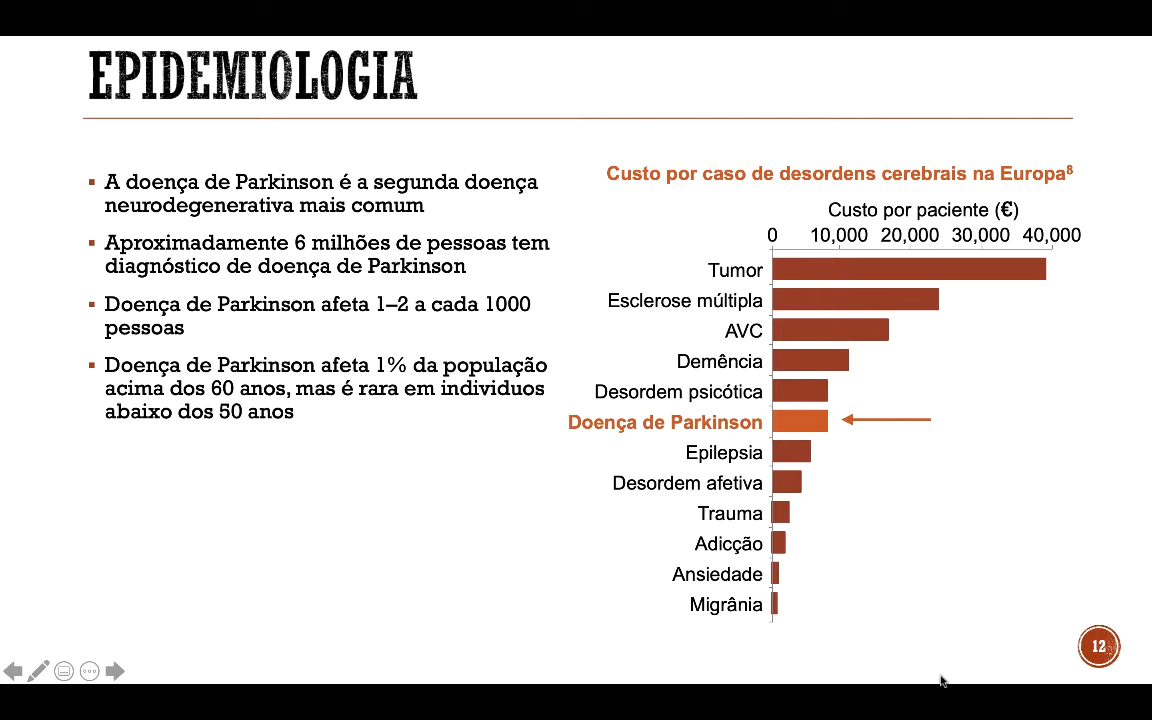 EPIDEMIOLOGIA
▪ A doença de Parkinson é a segunda doença
neurodegenerativa mais comum
▪ Aproximadamente 6 milhões de pessoas tem
diagnóstico de doença de Parkinson
▪ Doença de Parkinson afeta 1–2 a cada 1000
pessoas
▪ Doença de Parkinson afeta 1% da população
acima dos 60 anos, mas é rara em individuos
abaixo dos 50 anos
Custo por caso de desordens cerebrais na Europa⁸
Custo por paciente (€)
0 10,000 20,000 30,000 40,000
Tumor
Esclerose múltipla
AVC
Demência
Desordem psicótica
Doença de Parkinson
Epilepsia
Desordem afetiva
Trauma
Adicção
Ansiedade
Migrânia
12